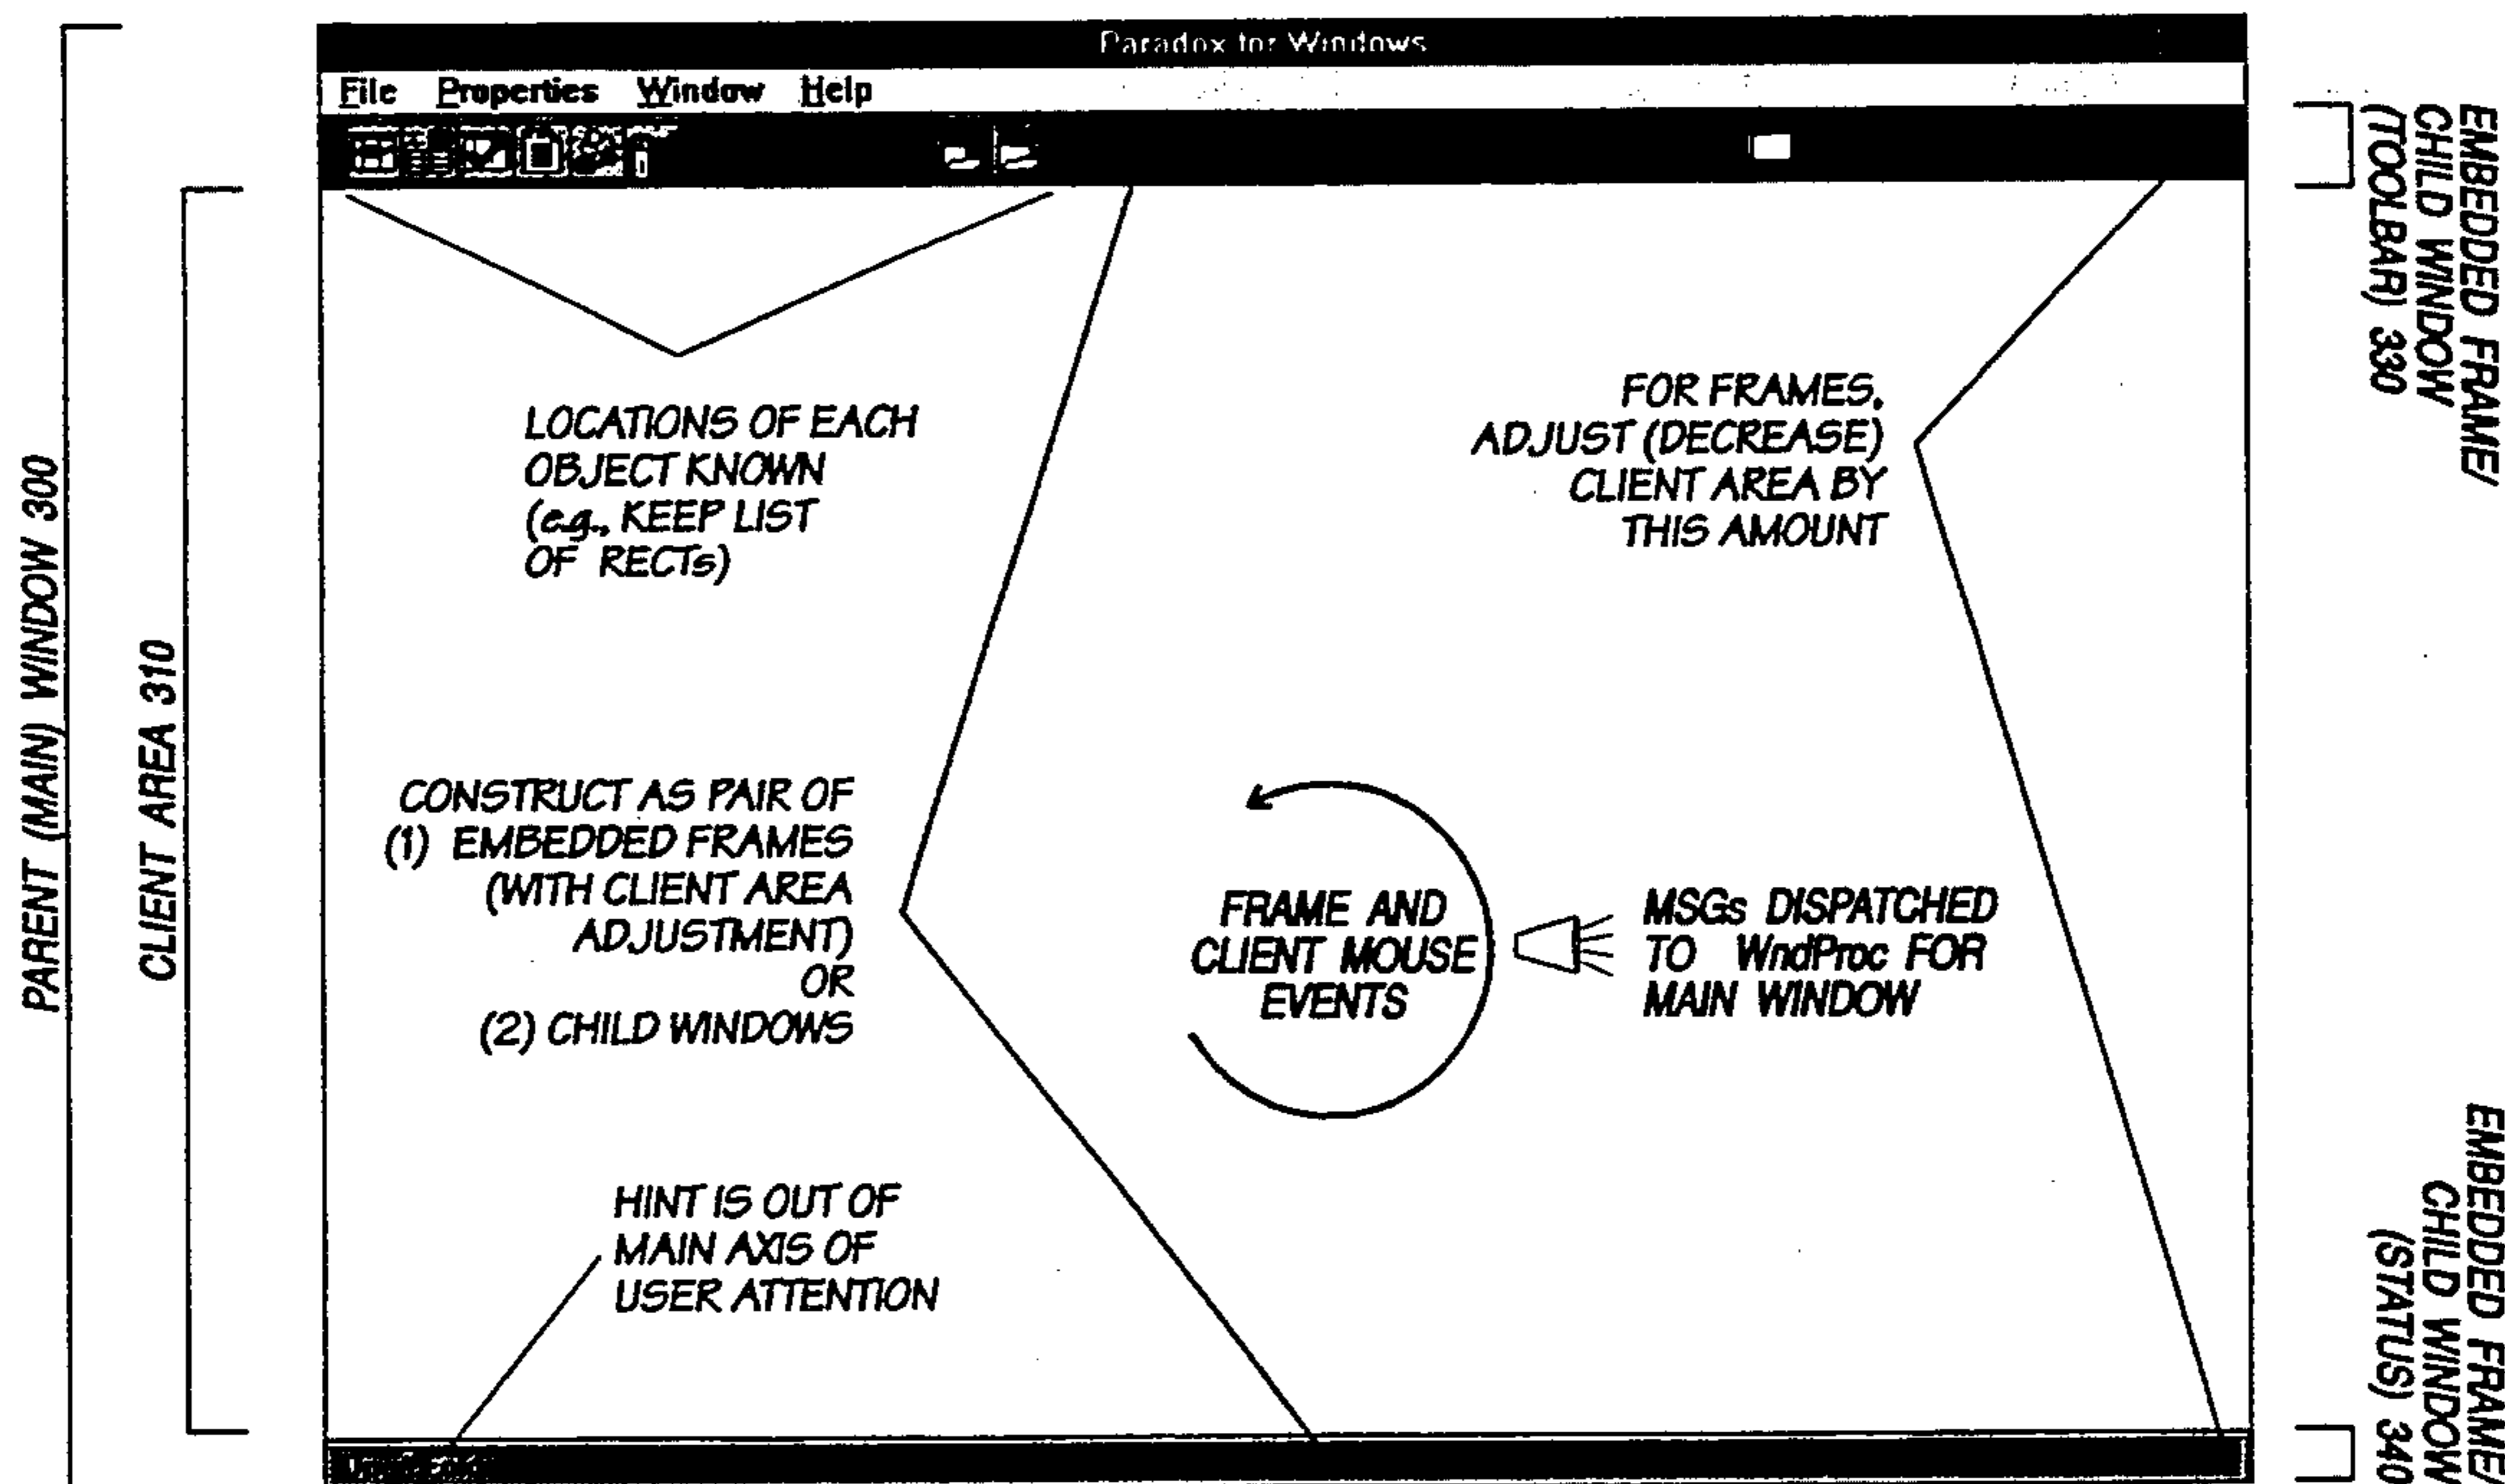 Paradox for Windows
File Properties Window Help
EMBEDDED FRAME/
CHILD WINDOW
(TOOLBAR) 330
PARENT (MAIN) WINDOW 300
CLIENT AREA 310
LOCATIONS OF EACH
OBJECT KNOWN
(e.g., KEEP LIST
OF RECTs)
FOR FRAMES,
ADJUST (DECREASE)
CLIENT AREA BY
THIS AMOUNT
CONSTRUCT AS PAIR OF
(1) EMBEDDED FRAMES
(WITH CLIENT AREA
ADJUSTMENT)
OR
(2) CHILD WINDOWS
FRAME AND
CLIENT MOUSE
EVENTS
MSGs DISPATCHED
TO WndProc FOR
MAIN WINDOW
HINT IS OUT OF
MAIN AXIS OF
USER ATTENTION
EMBEDDED FRAME/
CHILD WINDOW
(STATUS) 340